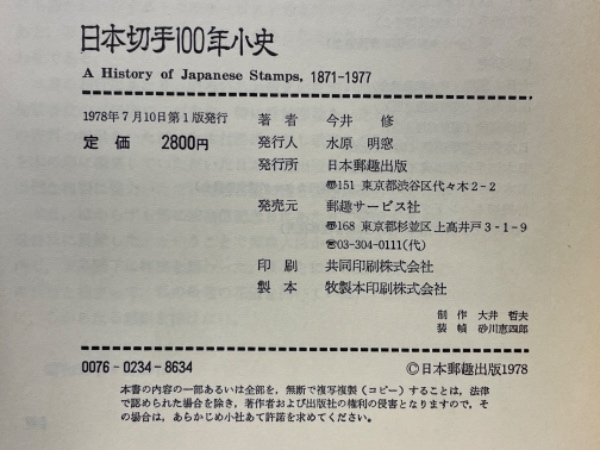 日本切手100年小史
A History of Japanese Stamps, 1871-1977
1978年7月10日第1版発行
定 価 2800円
著 者 今井 修
発行人 水原 明窓
発行所 日本郵趣出版
〠151 東京都渋谷区代々木2-2
発売元 郵趣サービス社
〠168 東京都杉並区上高井戸3-1-9
☎03-304-0111(代)
印 刷 共同印刷株式会社
製 本 牧製本印刷株式会社
制 作 大井 哲夫
装 幀 砂川恵四郎
0076-0234-8634
©日本郵趣出版1978
本書の内容の一部あるいは全部を、無断で複写複製(コピー)することは、法律
で認められた場合を除き、著作者および出版社の権利の侵害となりますので、そ
の場合は、あらかじめ小社あて許諾を求めてください。